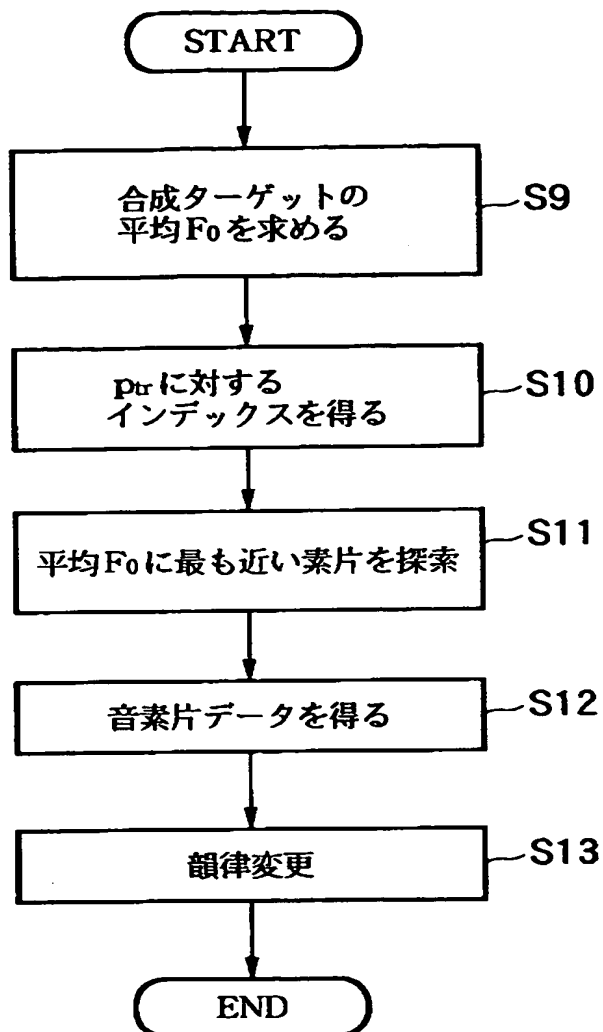 START
合成ターゲットの
平均F₀を求める
S9
ptrに対する
インデックスを得る
S10
平均F₀に最も近い素片を探索
S11
音素片データを得る
S12
韻律変更
S13
END